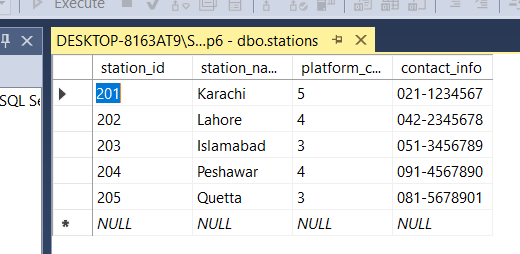 Execute
DESKTOP-8163AT9\S...p6 - dbo.stations
SQL Se
station_id station_na... platform_c... contact_info
201 Karachi 5 021-1234567
202 Lahore 4 042-2345678
203 Islamabad 3 051-3456789
204 Peshawar 4 091-4567890
205 Quetta 3 081-5678901
NULL NULL NULL NULL